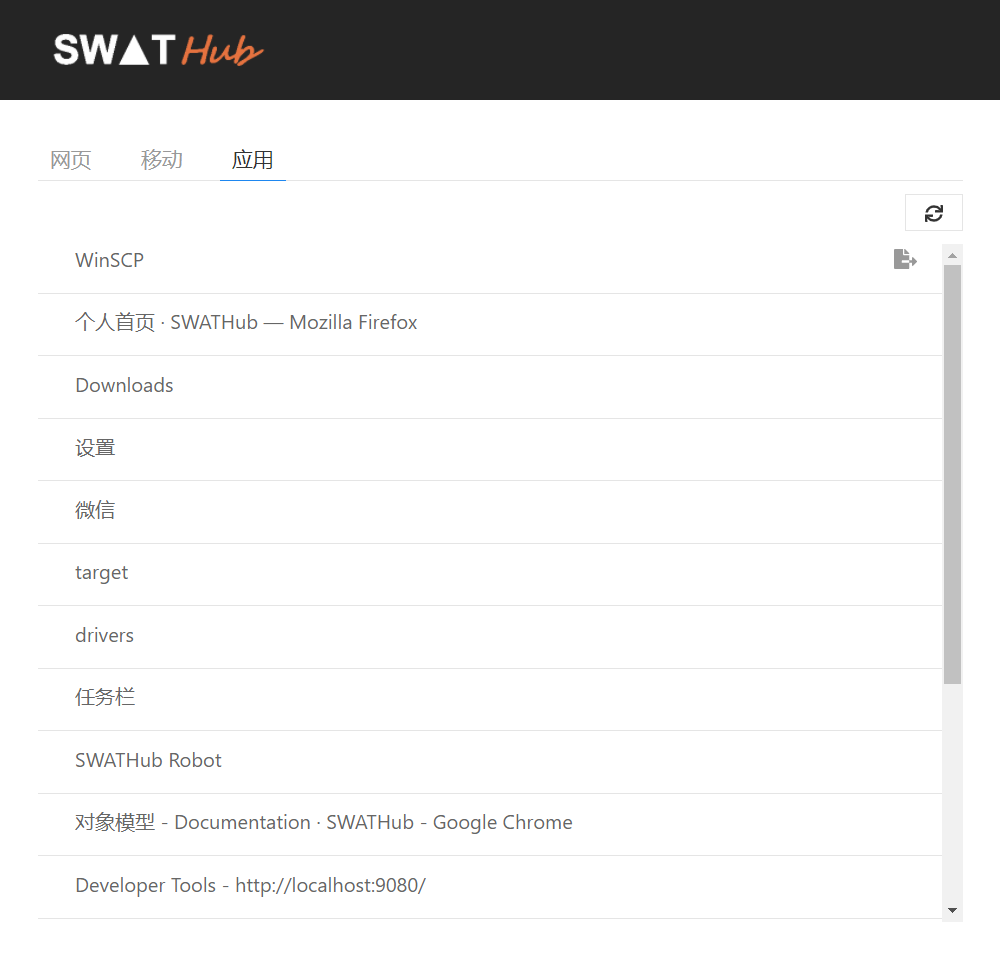 SWAT Hub
网页 移动 应用
WinSCP
个人首页 · SWATHub — Mozilla Firefox
Downloads
设置
微信
target
drivers
任务栏
SWATHub Robot
对象模型 - Documentation · SWATHub - Google Chrome
Developer Tools - http://localhost:9080/